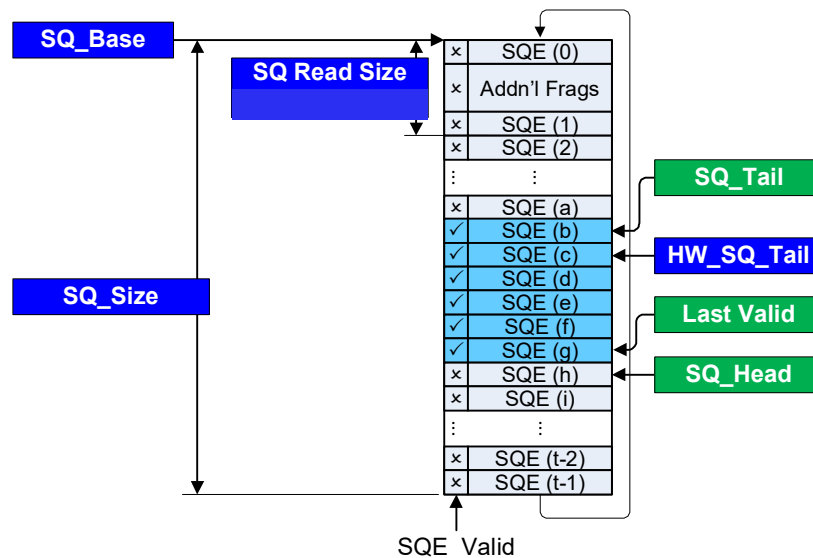 SQ_Base
SQ Read Size
× SQE (0)
× Addn'l Frags
× SQE (1)
× SQE (2)
⋮ ⋮
× SQE (a)
✓ SQE (b)
✓ SQE (c)
✓ SQE (d)
✓ SQE (e)
✓ SQE (f)
✓ SQE (g)
× SQE (h)
× SQE (i)
⋮ ⋮
× SQE (t-2)
× SQE (t-1)
SQ_Tail
HW_SQ_Tail
Last Valid
SQ_Head
SQ_Size
SQE Valid